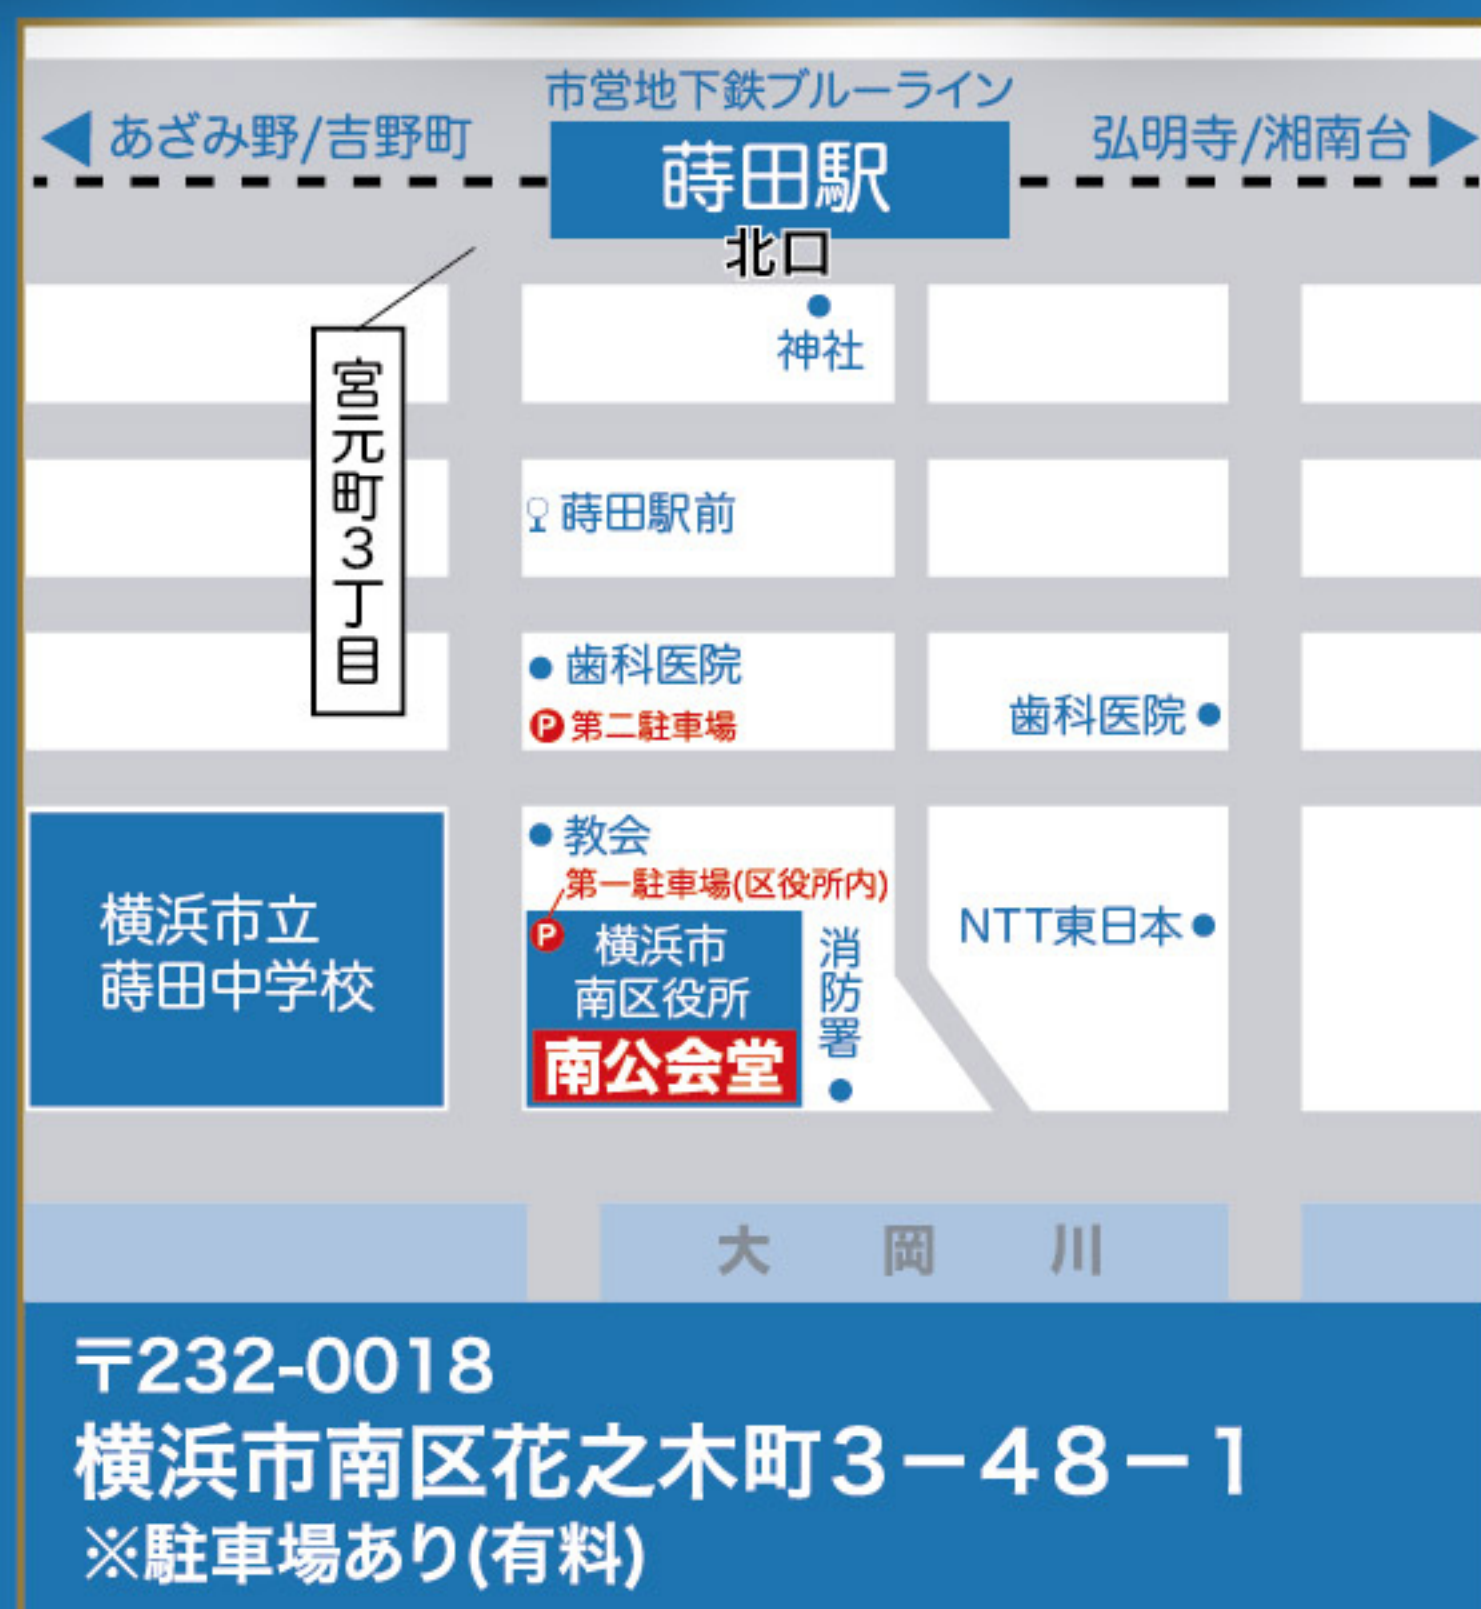 市営地下鉄ブルーライン
あざみ野/吉野町
蒔田駅
弘明寺/湘南台
北口
神社
宮元町3丁目
蒔田駅前
歯科医院
P 第二駐車場
歯科医院
教会
第一駐車場(区役所内)
P
横浜市立
蒔田中学校
横浜市
南区役所
南公会堂
消防署
NTT東日本
大岡川
〒232-0018
横浜市南区花之木町3-48-1
※駐車場あり(有料)